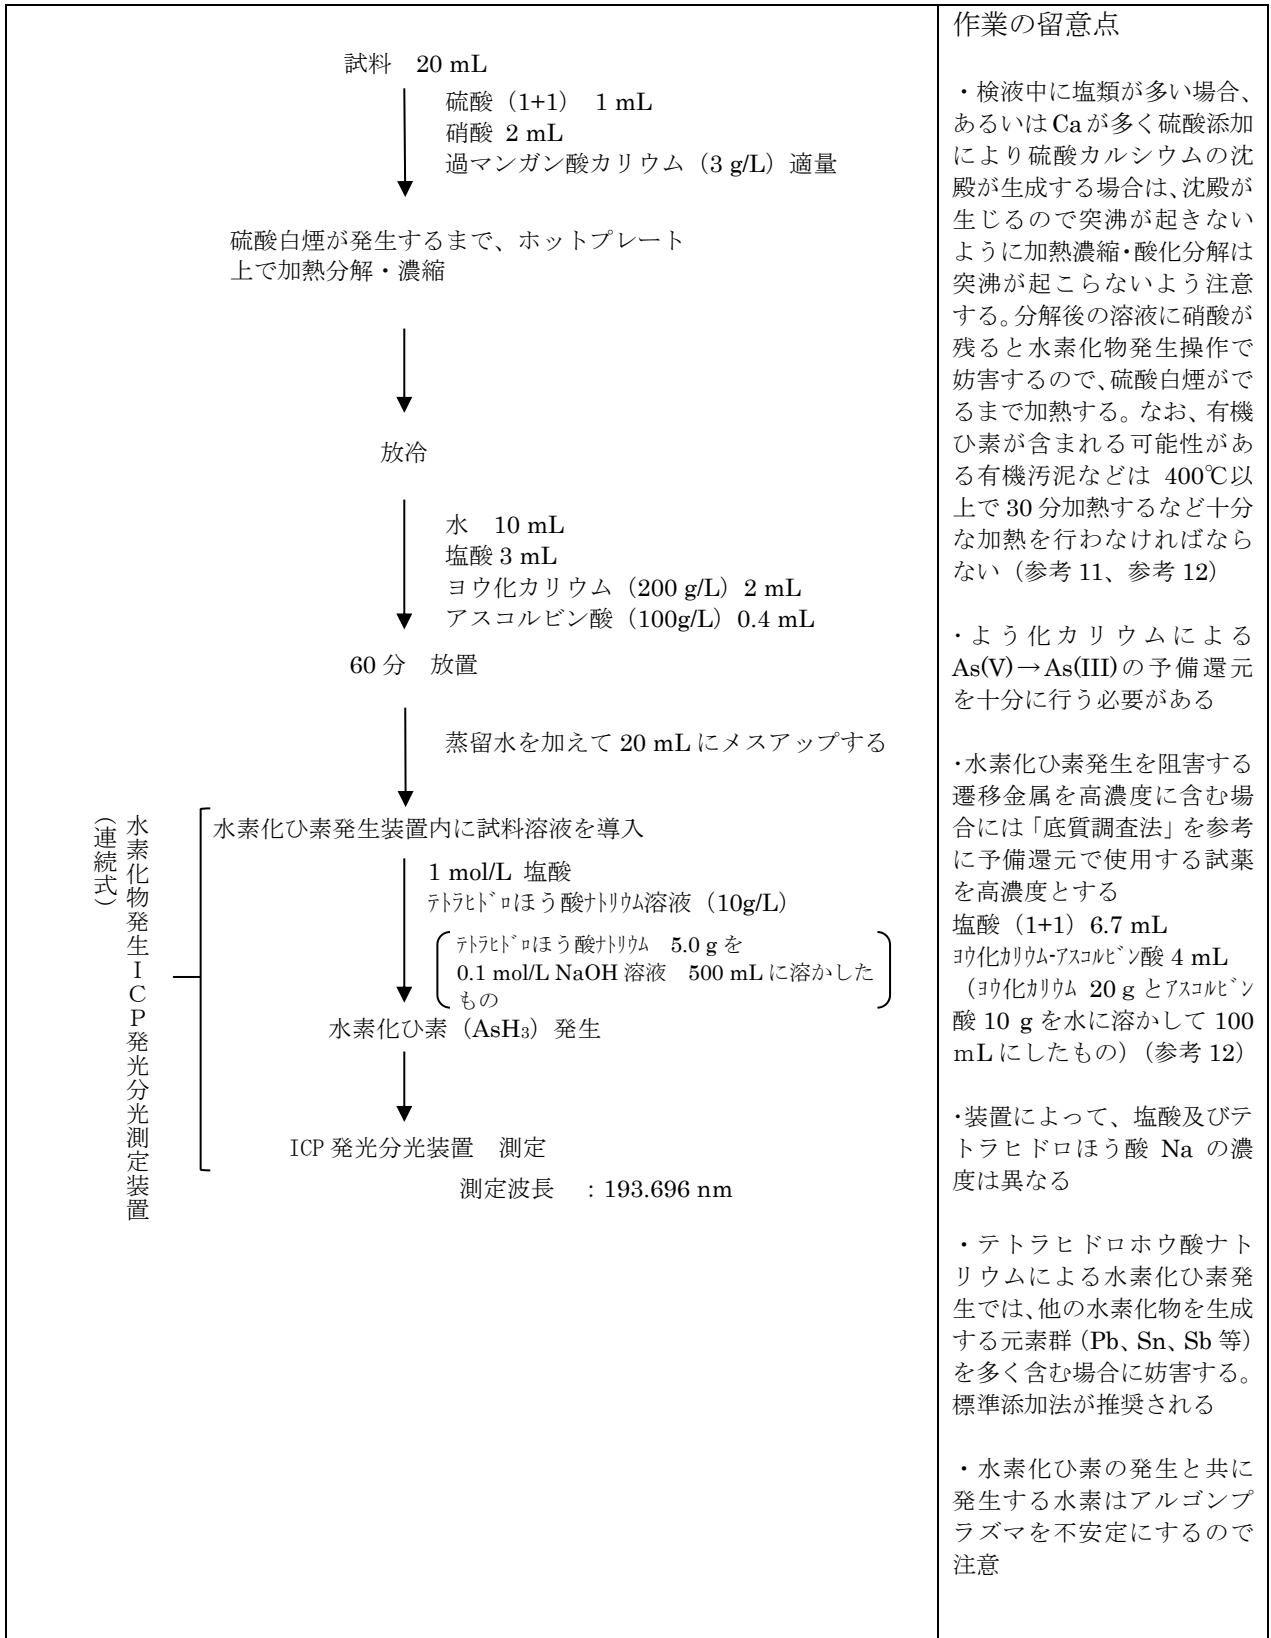 試料　20 mL
硫酸（1+1）　1 mL
硝酸 2 mL
過マンガン酸カリウム（3 g/L）適量
硫酸白煙が発生するまで、ホットプレート
上で加熱分解・濃縮
放冷
水　10 mL
塩酸 3 mL
ヨウ化カリウム（200 g/L）2 mL
アスコルビン酸（100g/L）0.4 mL
60 分　放置
蒸留水を加えて 20 mL にメスアップする
水素化物発生ＩＣＰ発光分光測定装置
（連続式）
水素化ひ素発生装置内に試料溶液を導入
1 mol/L 塩酸
ﾃﾄﾗﾋﾄﾞﾛほう酸ﾅﾄﾘｳﾑ溶液（10g/L）
ﾃﾄﾗﾋﾄﾞﾛほう酸ﾅﾄﾘｳﾑ　5.0 g を
0.1 mol/L NaOH 溶液　500 mL に溶かした
もの
水素化ひ素（AsH₃）発生
ICP 発光分光装置　測定
測定波長　：193.696 nm
作業の留意点
・検液中に塩類が多い場合、
あるいは Ca が多く硫酸添加
により硫酸カルシウムの沈
殿が生成する場合は、沈殿が
生じるので突沸が起きない
ように加熱濃縮・酸化分解は
突沸が起こらないよう注意
する。分解後の溶液に硝酸が
残ると水素化物発生操作で
妨害するので、硫酸白煙がで
るまで加熱する。なお、有機
ひ素が含まれる可能性があ
る有機汚泥などは 400℃以
上で 30 分加熱するなど十分
な加熱を行わなければなら
ない（参考 11、参考 12）
・よう化カリウムによる
As(V)→As(III)の予備還元
を十分に行う必要がある
・水素化ひ素発生を阻害する
遷移金属を高濃度に含む場
合には「底質調査法」を参考
に予備還元で使用する試薬
を高濃度とする
塩酸（1+1）6.7 mL
ﾖｳ化ｶﾘｳﾑ-ｱｽｺﾙﾋﾞﾝ酸 4 mL
（ﾖｳ化ｶﾘｳﾑ 20 g とｱｽｺﾙﾋﾞﾝ
酸 10 g を水に溶かして 100
mL にしたもの）（参考 12）
・装置によって、塩酸及びテ
トラヒドロほう酸 Na の濃
度は異なる
・テトラヒドロホウ酸ナト
リウムによる水素化ひ素発
生では、他の水素化物を生成
する元素群（Pb、Sn、Sb 等）
を多く含む場合に妨害する。
標準添加法が推奨される
・水素化ひ素の発生と共に
発生する水素はアルゴンプ
ラズマを不安定にするので
注意